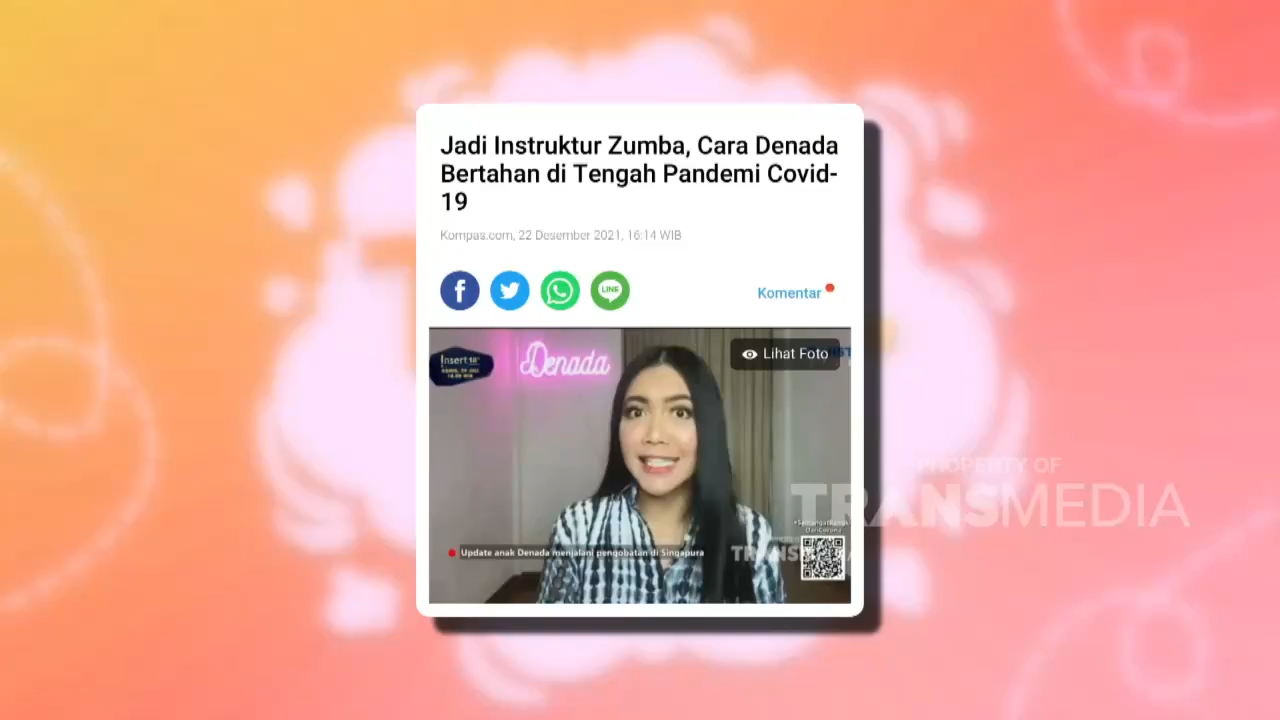 Jadi Instruktur Zumba, Cara Denada
Bertahan di Tengah Pandemi Covid-
19
Kompas.com, 22 Desember 2021, 16:14 WIB
LINE
Komentar
Insert
Denada
Lihat Foto
PROPERTY OF
TRANSMEDIA
Update anak Denada menjalani pengobatan di Singapura